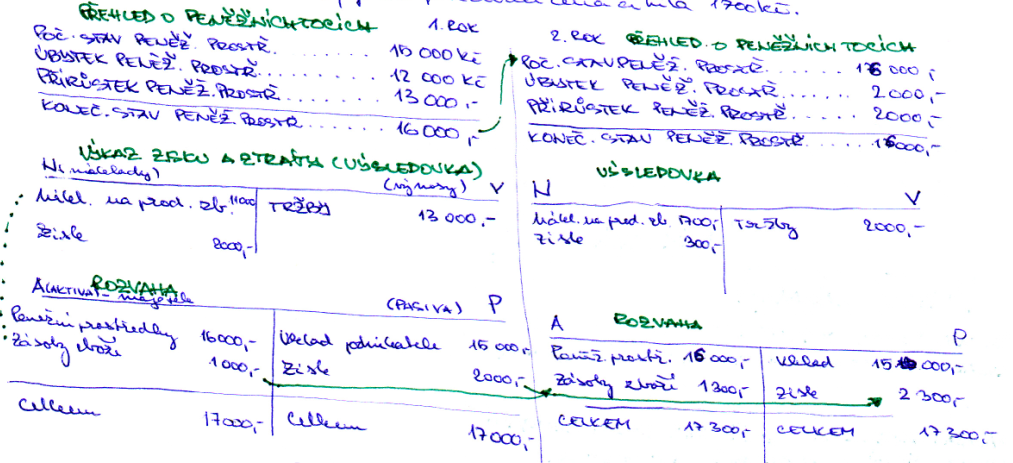 cena ci mla 1700kč.
PŘEHLED O PENĚŽNÍCH TOCÍCH 1. ROK
POČ. STAV PENĚŽ. PROSTŘ. ...... 15 000 Kč
ÚBYTEK PENĚŽ. PROSTŘ. ...... 12 000 Kč
PŘÍRŮSTEK PENĚŽ. PROSTŘ. ...... 13 000,-
KONEČ. STAV PENĚŽ. PROSTŘ. ...... 16 000,-
2. ROK PŘEHLED O PENĚŽNÍCH TOCÍCH
POČ. STAV PENĚŽ. PROSTŘ. ...... 16 000,-
ÚBYTEK PENĚŽ. PROSTŘ. ...... 2000,-
PŘÍRŮSTEK PENĚŽ. PROSTŘ. ...... 2000,-
KONEČ. STAV PENĚŽ. PROSTŘ. .... 16000,-
VÝKAZ ZISKU A ZTRÁTY (VÝSLEDOVKA)
N (náklady) (výnosy) V
Nákl. na prod. zb. 11000 TRŽBY 13 000,-
Zisk 2000,-
VÝSLEDOVKA
N V
Nákl. na prod. zb. 1700,- Tržby 2000,-
zisk 300,-
ROZVAHA
A (AKTIVA) - majetek (PASIVA) P
Peněžní prostředky 16000,- Vklad podnikatele 15 000,-
Zásoby zboží 1000,- Zisk 2000,-
Celkem 17000,- Celkem 17000,-
ROZVAHA
A P
Peněž. prostř. 16 000,- Vklad 15 000,-
Zásoby zboží 1300,- zisk 2 300,-
CELKEM 17 300,- CELKEM 17 300,-